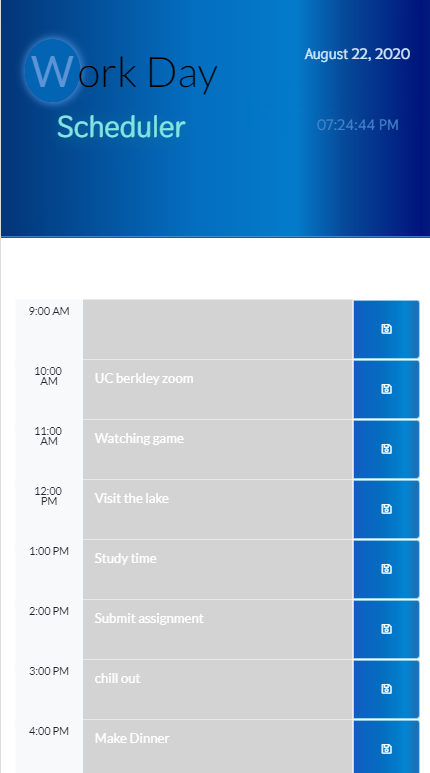 Work Day
Scheduler
August 22, 2020
07:24:44 PM
9:00 AM
10:00
AM
UC berkley zoom
11:00
AM
Watching game
12:00
PM
Visit the lake
1:00 PM
Study time
2:00 PM
Submit assignment
3:00 PM
chill out
4:00 PM
Make Dinner